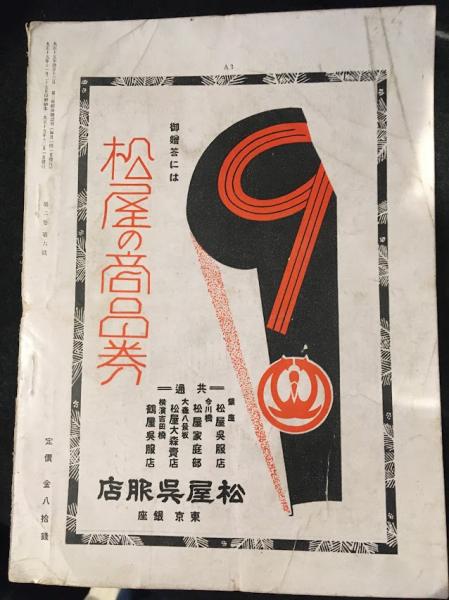 A3
御贈答には
松屋の商品券
共通
銀座
松屋呉服店
今川橋
松屋家庭部
大森八景坂
松屋大森賣店
横濱吉田橋
鶴屋呉服店
松屋呉服店
東京銀座
第二巻第六號
定價金八拾錢